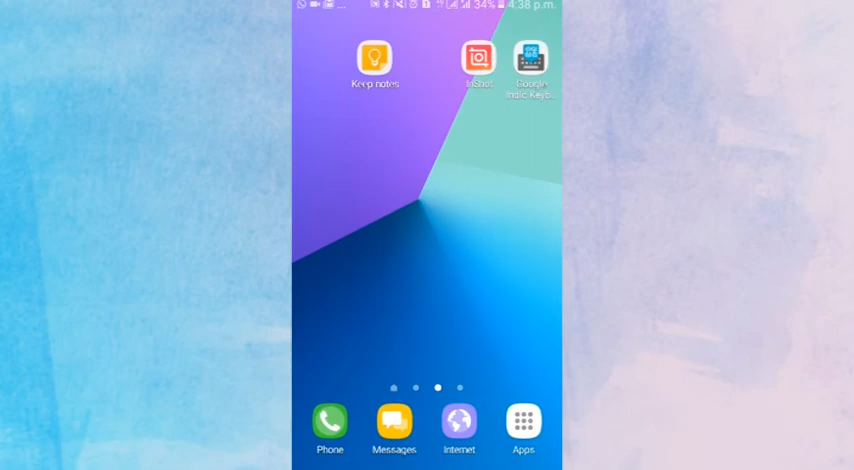 ... 34% 4:38 p.m.
Keep notes
InShot
Google
Indic Keyb..
Phone
Messages
Internet
Apps